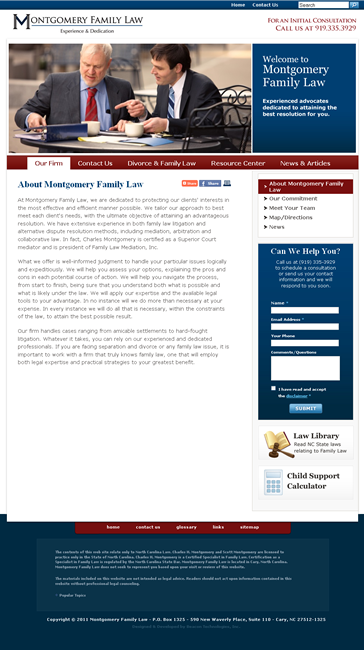 Home
Contact Us
Search
MONTGOMERY FAMILY LAW
Experience & Dedication
FOR AN INITIAL CONSULTATION
CALL US AT 919.335.3929
Welcome to
Montgomery
Family Law
Experienced advocates
dedicated to attaining the
best resolution for you.
Our Firm
Contact Us
Divorce & Family Law
Resource Center
News & Articles
About Montgomery Family Law
Share
At Montgomery Family Law, we are dedicated to protecting our clients' interests in
the most effective and efficient manner possible. We tailor our approach to best
meet each client's needs, with the ultimate objective of attaining an advantageous
resolution. We have extensive experience in both family law litigation and
alternative dispute resolution methods, including mediation, arbitration and
collaborative law. In fact, Charles Montgomery is certified as a Superior Court
mediator and is president of Family Law Mediation, Inc.
What we offer is well-informed judgment to handle your particular issues logically
and expeditiously. We will help you assess your options, explaining the pros and
cons in each potential course of action. We will help you navigate the process,
from start to finish, being sure that you understand both what is possible and
what is likely under the law. We will apply our expertise and the available legal
tools to your advantage. In no instance will we do more than necessary at your
expense. In every instance we will do all that is necessary, within the constraints
of the law, to attain the best possible result.
Our firm handles cases ranging from amicable settlements to hard-fought
litigation. Whatever it takes, you can rely on our experienced and dedicated
professionals. If you are facing separation and divorce or any family law issue, it is
important to work with a firm that truly knows family law, one that will employ
both legal expertise and practical strategies to your greatest benefit.
About Montgomery Family
Law
Our Commitment
Meet Your Team
Map/Directions
News
Can We Help You?
Call us at (919) 335-3929
to schedule a consultation
or send us your contact
information and we will
respond to you soon.
Name *
Email Address *
Your Phone
Comments/Questions
I have read and accept
the disclaimer *
SUBMIT
Law Library
Read NC State laws
relating to Family Law
Child Support
Calculator
home
contact us
glossary
links
sitemap
The contents of this web site relate only to North Carolina Law. Charles H. Montgomery and Scott Montgomery are licensed to
practice only in the State of North Carolina. Charles H. Montgomery is a Certified Specialist in Family Law. Certification as a
Specialist in Family Law is regulated by the North Carolina State Bar. Montgomery Family Law is located in Cary, North Carolina.
Montgomery Family Law does not seek to represent you based upon your visit or review of this website.
The materials included on this website are not intended as legal advice. Readers should not act upon information contained in this
website without professional legal counseling.
Popular Topics
Copyright © 2011 Montgomery Family Law - P.O. Box 1325 - 590 New Waverly Place, Suite 110 - Cary, NC 27512-1325